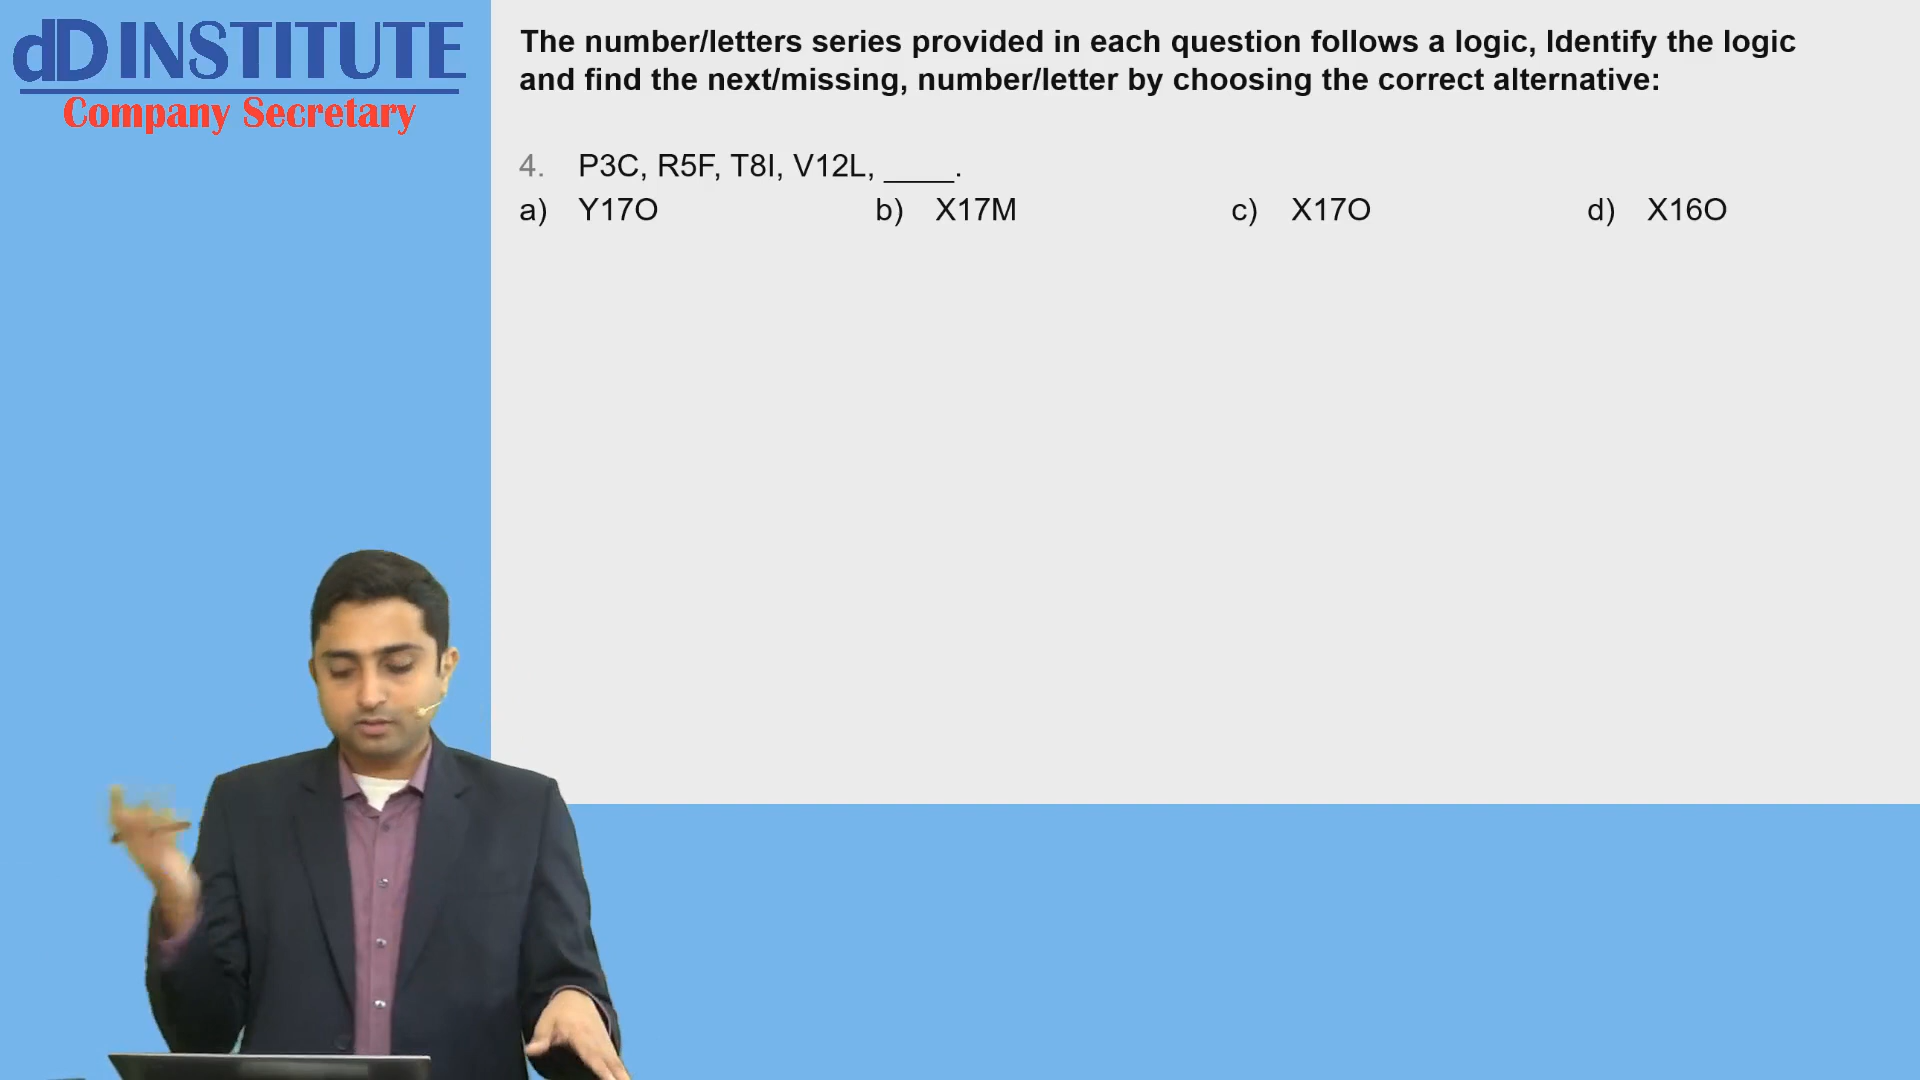 dD INSTITUTE
Company Secretary
The number/letters series provided in each question follows a logic, Identify the logic
and find the next/missing, number/letter by choosing the correct alternative:
4. P3C, R5F, T8I, V12L, ____.
a) Y17O b) X17M c) X17O d) X16O